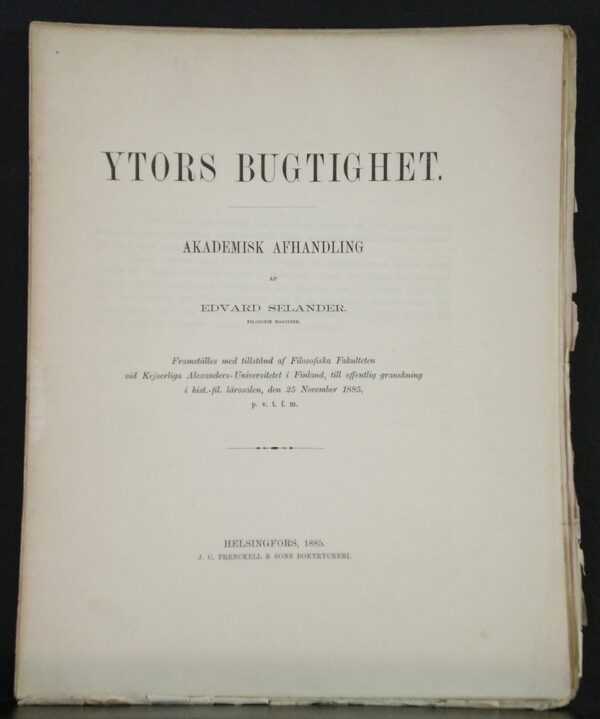 YTORS BUGTIGHET.
AKADEMISK AFHANDLING
AF
EDVARD SELANDER.
FILOSOFIE MAGISTER.
Framställes med tillstånd af Filosofiska Fakulteten
vid Kejserliga Alexanders-Universitetet i Finland, till offentlig granskning
i hist.-fil. lärosalen, den 25 November 1885,
p. v. t. f. m.
HELSINGFORS, 1885.
J. C. FRENCKELL & SONS BOKTRYCKERI.